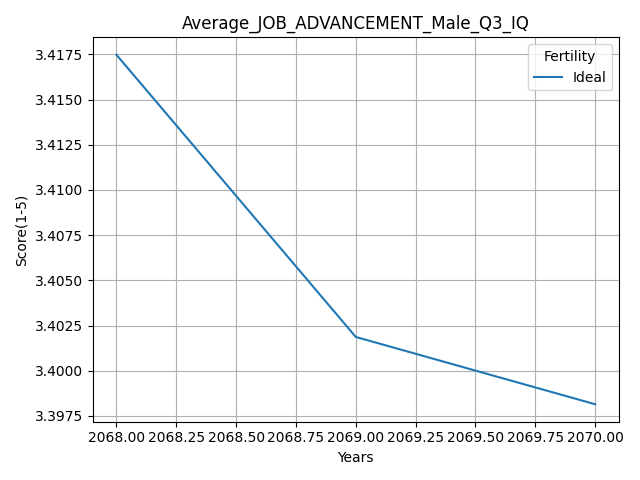 Average_JOB_ADVANCEMENT_Male_Q3_IQ
Fertility
Ideal
3.4175
3.4150
3.4125
3.4100
3.4075
3.4050
3.4025
3.4000
3.3975
Score(1-5)
2068.00 2068.25 2068.50 2068.75 2069.00 2069.25 2069.50 2069.75 2070.00
Years